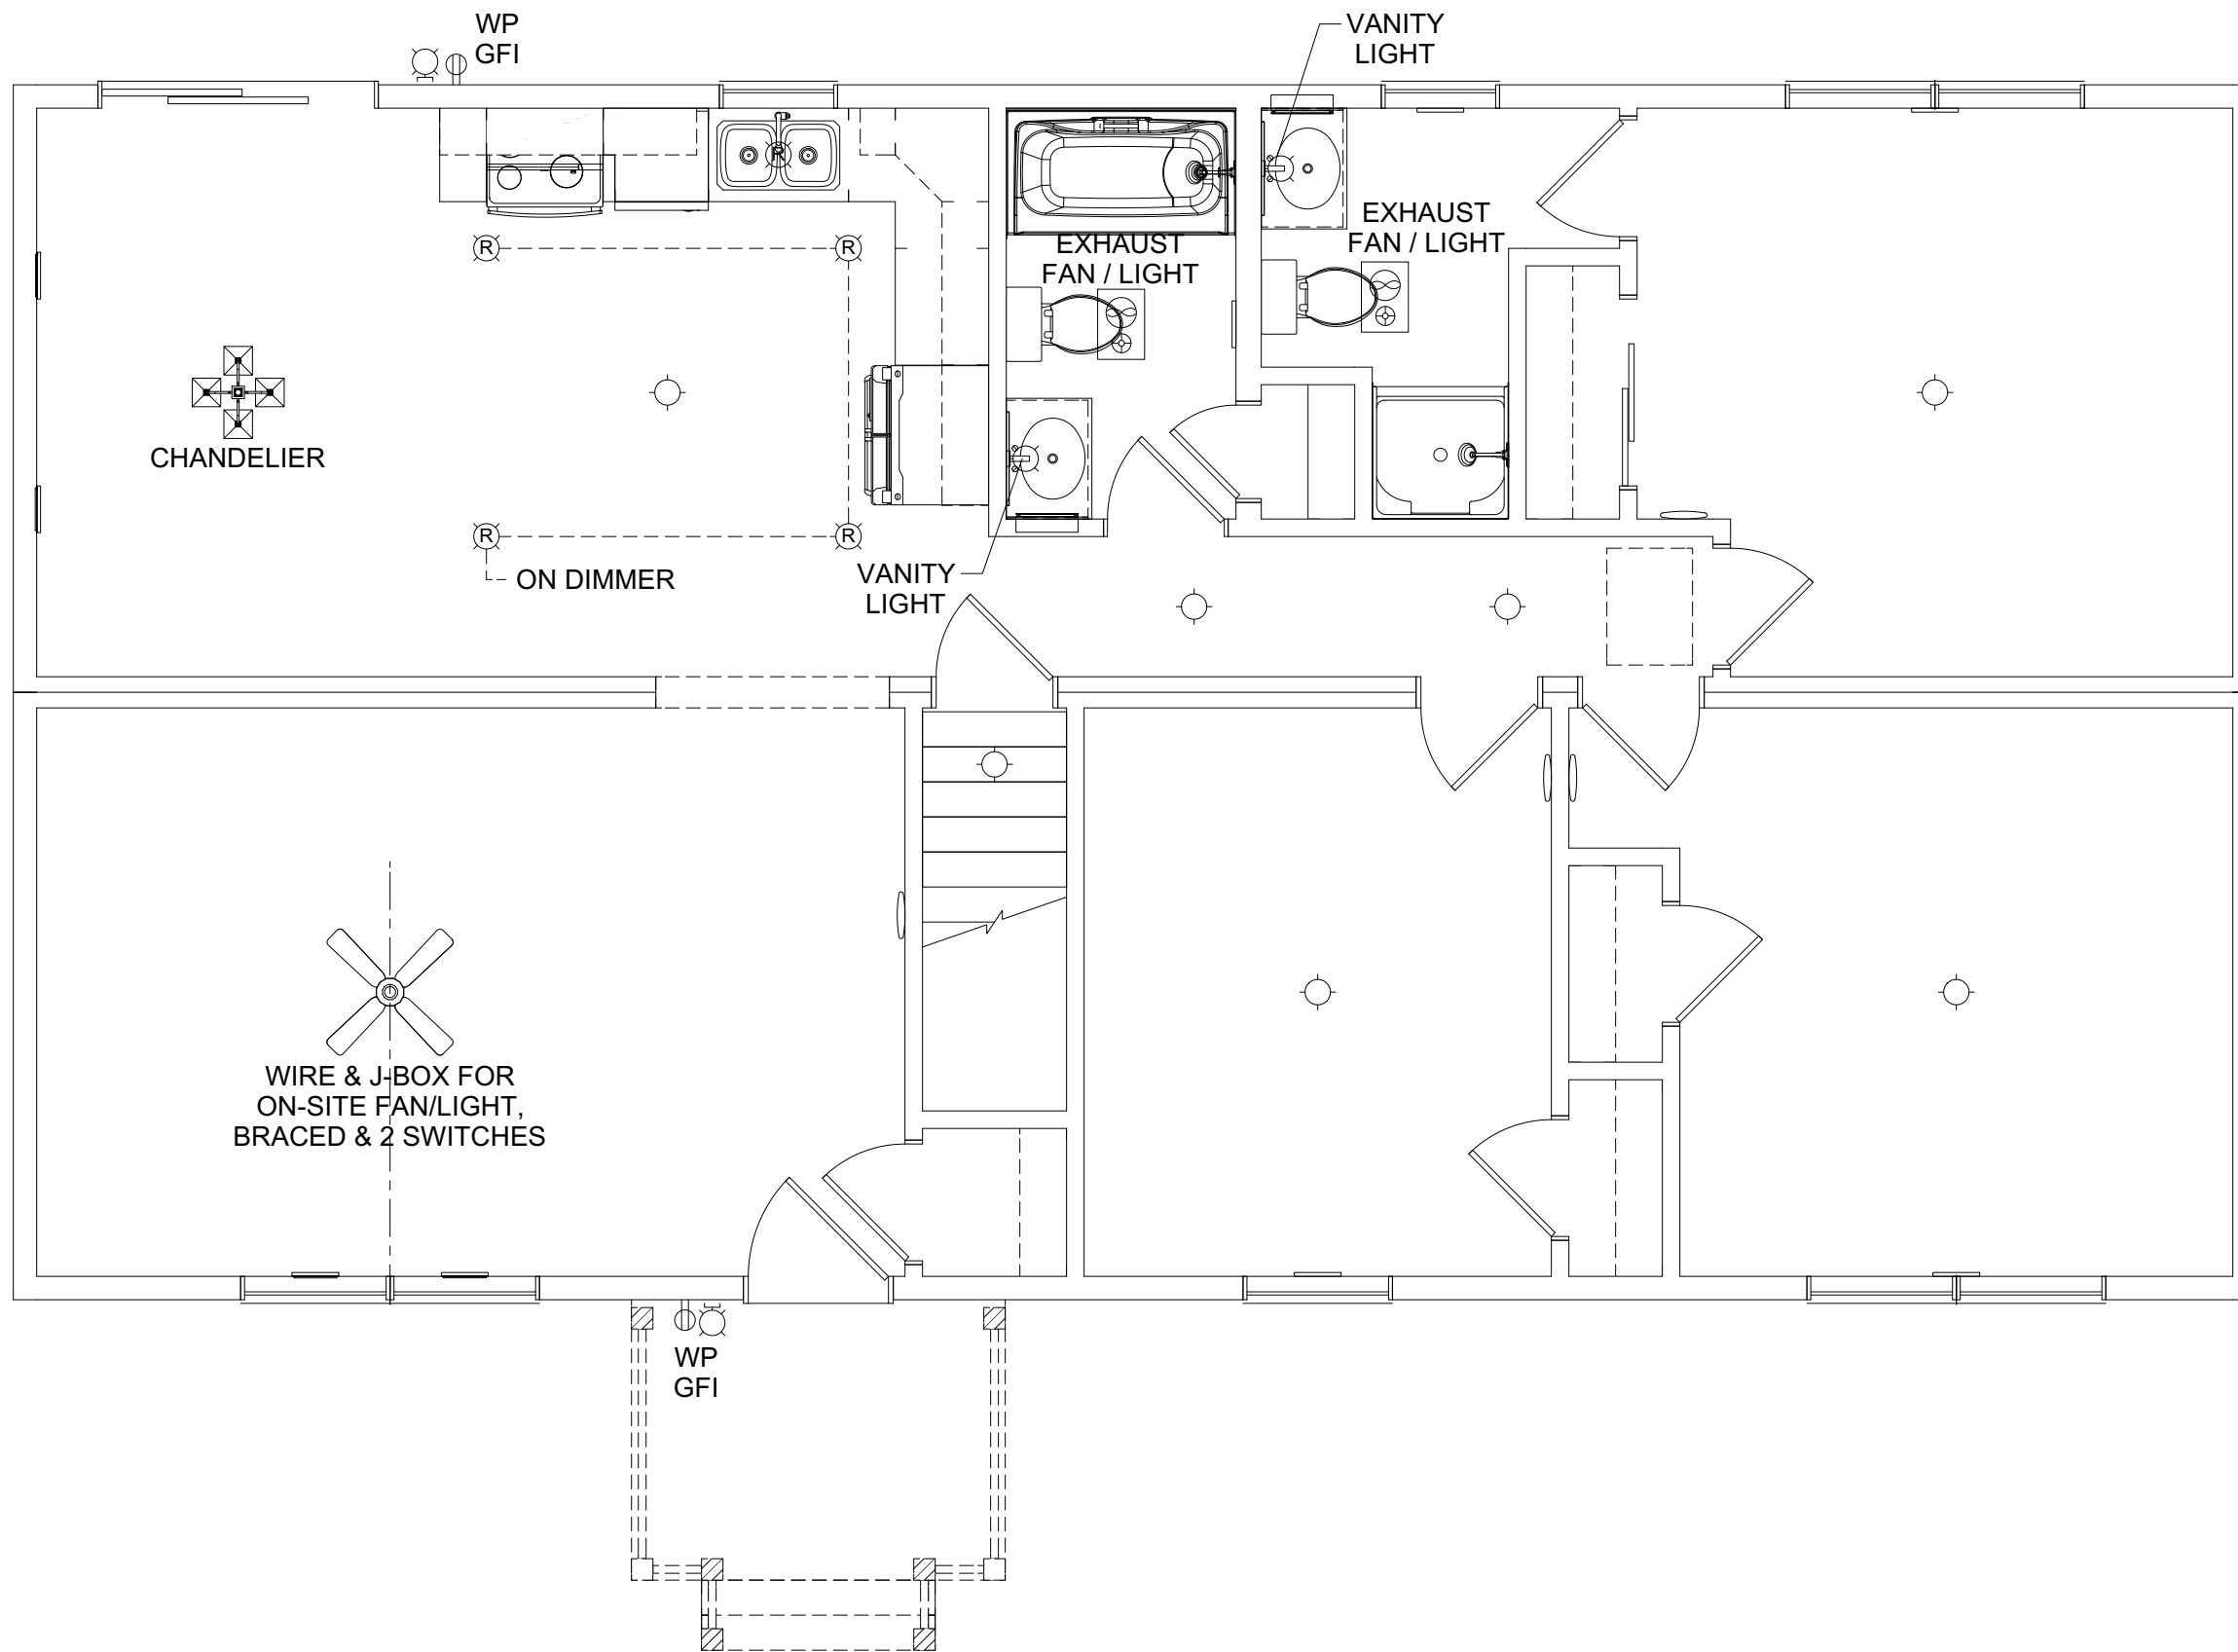 WP
GFI
VANITY
LIGHT
R
EXHAUST
FAN / LIGHT
EXHAUST
FAN / LIGHT
R
R
CHANDELIER
R
R
ON DIMMER
VANITY
LIGHT
WIRE & J-BOX FOR
ON-SITE FAN/LIGHT,
BRACED & 2 SWITCHES
WP
GFI